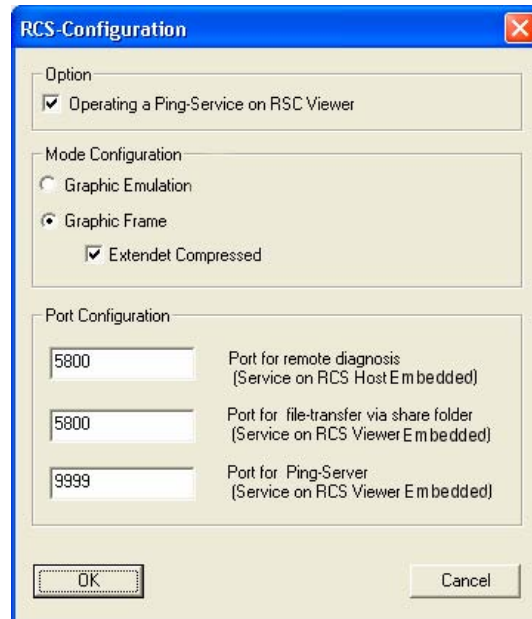 RCS-Configuration
Option
Operating a Ping-Service on RSC Viewer
Mode Configuration
Graphic Emulation
Graphic Frame
Extendet Compressed
Port Configuration
5800
Port for remote diagnosis
(Service on RCS Host Embedded)
5800
Port for file-transfer via share folder
(Service on RCS Viewer Embedded)
9999
Port for Ping-Server
(Service on RCS Viewer Embedded)
OK
Cancel